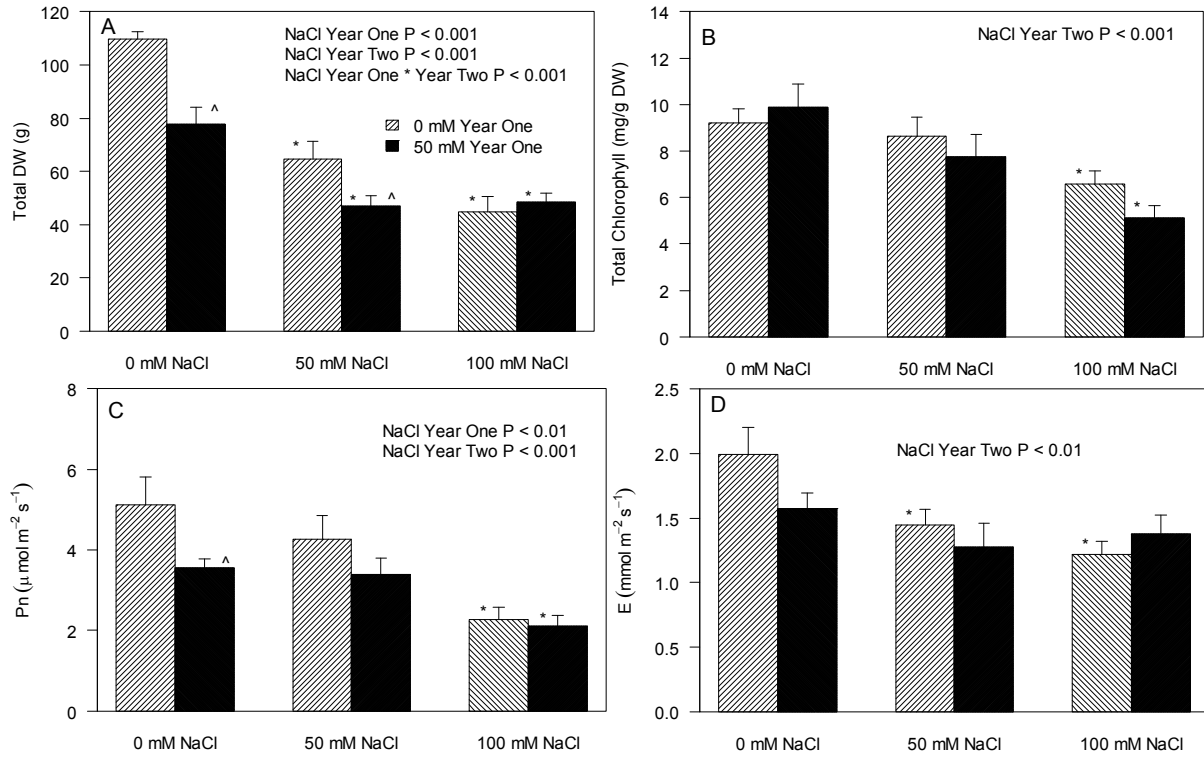 A
NaCl Year One P < 0.001
NaCl Year Two P < 0.001
NaCl Year One * Year Two P < 0.001
0 mM Year One
50 mM Year One
Total DW (g)
120
100
80
60
40
20
0
^
*
*
^
*
*
0 mM NaCl
50 mM NaCl
100 mM NaCl
B
NaCl Year Two P < 0.001
Total Chlorophyll (mg/g DW)
14
12
10
8
6
4
2
0
*
*
0 mM NaCl
50 mM NaCl
100 mM NaCl
C
NaCl Year One P < 0.01
NaCl Year Two P < 0.001
Pn (μ mol m−2 s−1)
8
6
4
2
0
^
*
*
0 mM NaCl
50 mM NaCl
100 mM NaCl
D
NaCl Year Two P < 0.01
E (mmol m−2 s−1)
2.5
2.0
1.5
1.0
0.5
0.0
*
*
0 mM NaCl
50 mM NaCl
100 mM NaCl